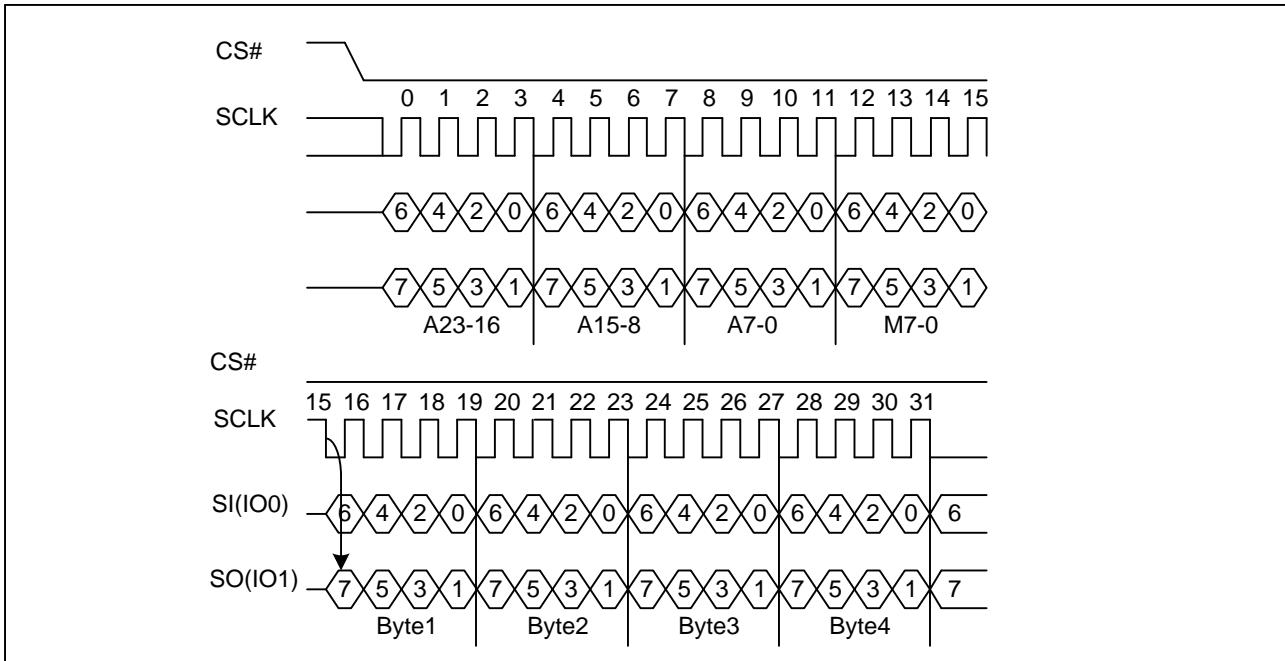 CS#
0 1 2 3 4 5 6 7 8 9 10 11 12 13 14 15
SCLK
6 4 2 0 6 4 2 0 6 4 2 0 6 4 2 0
7 5 3 1 7 5 3 1 7 5 3 1 7 5 3 1
A23-16 A15-8 A7-0 M7-0
CS#
15 16 17 18 19 20 21 22 23 24 25 26 27 28 29 30 31
SCLK
SI(IO0) 6 4 2 0 6 4 2 0 6 4 2 0 6 4 2 0 6
SO(IO1) 7 5 3 1 7 5 3 1 7 5 3 1 7 5 3 1 7
Byte1 Byte2 Byte3 Byte4